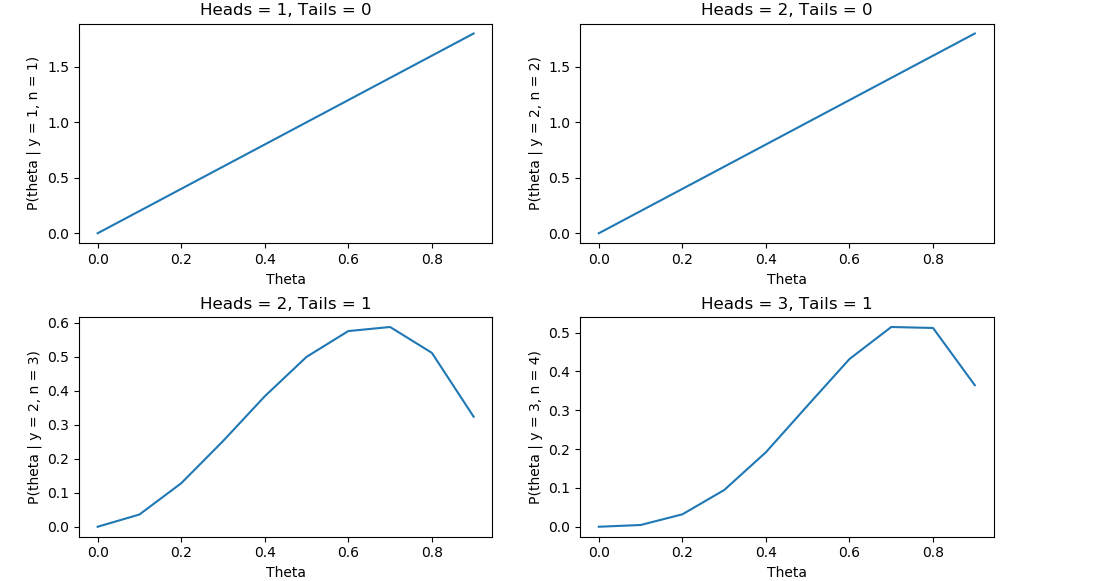 Heads = 1, Tails = 0
P(theta | y = 1, n = 1)
1.5
1.0
0.5
0.0
0.0 0.2 0.4 0.6 0.8
Theta
Heads = 2, Tails = 0
P(theta | y = 2, n = 2)
1.5
1.0
0.5
0.0
0.0 0.2 0.4 0.6 0.8
Theta
Heads = 2, Tails = 1
P(theta | y = 2, n = 3)
0.6
0.5
0.4
0.3
0.2
0.1
0.0
0.0 0.2 0.4 0.6 0.8
Theta
Heads = 3, Tails = 1
P(theta | y = 3, n = 4)
0.5
0.4
0.3
0.2
0.1
0.0
0.0 0.2 0.4 0.6 0.8
Theta